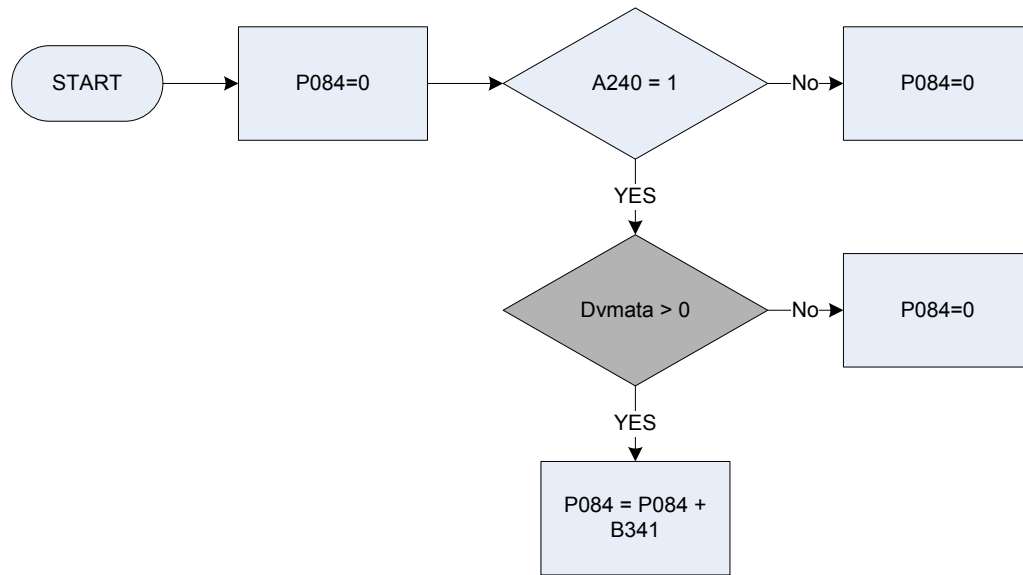 START
P084=0
A240 = 1
No
P084=0
YES
Dvmata > 0
No
P084=0
YES
P084 = P084 +
B341